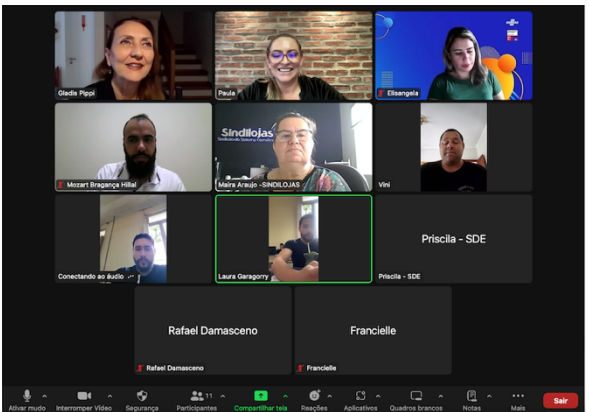 Gladis Pippi
Paula
SEBRAE
Elisangela
Mozart Bragança Hillal
Sindilojas
Maira Araujo -SINDILOJAS
Vini
Conectando ao áudio ···
Laura Garagorry
Priscila - SDE
Priscila - SDE
Rafael Damasceno
Rafael Damasceno
Francielle
Francielle
Ativar mudo
Interromper Vídeo
Segurança
11
Participantes
Compartilhar tela
Reações
Aplicativos
Quadros brancos
Notas
Mais
Sair